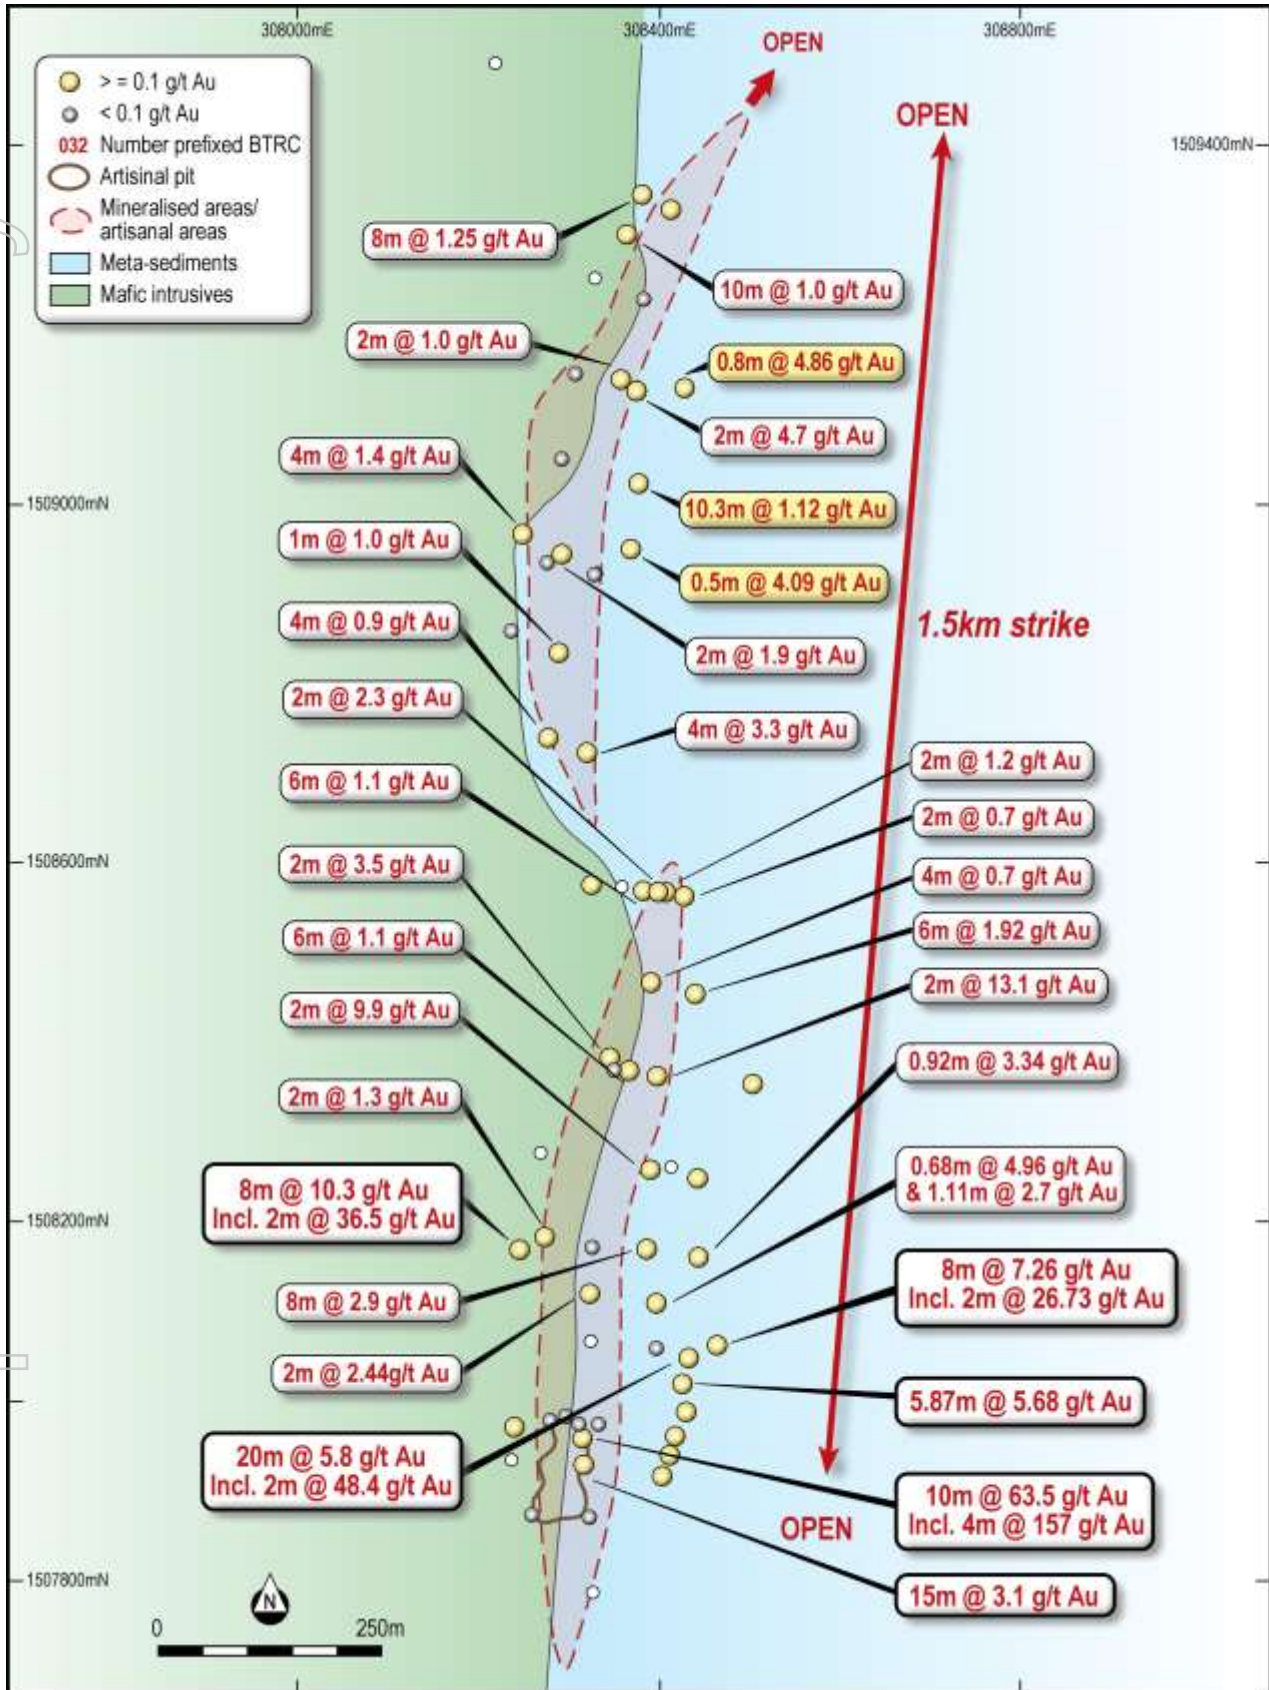 308000mE
308400mE
308800mE
OPEN
> = 0.1 g/t Au
< 0.1 g/t Au
032 Number prefixed BTRC
Artisinal pit
Mineralised areas/
artisanal areas
Meta-sediments
Mafic intrusives
OPEN
1509400mN
8m @ 1.25 g/t Au
10m @ 1.0 g/t Au
2m @ 1.0 g/t Au
0.8m @ 4.86 g/t Au
2m @ 4.7 g/t Au
4m @ 1.4 g/t Au
1509000mN
10.3m @ 1.12 g/t Au
1m @ 1.0 g/t Au
0.5m @ 4.09 g/t Au
4m @ 0.9 g/t Au
1.5km strike
2m @ 1.9 g/t Au
2m @ 2.3 g/t Au
4m @ 3.3 g/t Au
2m @ 1.2 g/t Au
6m @ 1.1 g/t Au
2m @ 0.7 g/t Au
1508600mN
2m @ 3.5 g/t Au
4m @ 0.7 g/t Au
6m @ 1.1 g/t Au
6m @ 1.92 g/t Au
2m @ 13.1 g/t Au
2m @ 9.9 g/t Au
0.92m @ 3.34 g/t Au
2m @ 1.3 g/t Au
0.68m @ 4.96 g/t Au
& 1.11m @ 2.7 g/t Au
8m @ 10.3 g/t Au
Incl. 2m @ 36.5 g/t Au
1508200mN
8m @ 7.26 g/t Au
Incl. 2m @ 26.73 g/t Au
8m @ 2.9 g/t Au
2m @ 2.44g/t Au
5.87m @ 5.68 g/t Au
20m @ 5.8 g/t Au
Incl. 2m @ 48.4 g/t Au
10m @ 63.5 g/t Au
Incl. 4m @ 157 g/t Au
OPEN
1507800mN
15m @ 3.1 g/t Au
N
0
250m